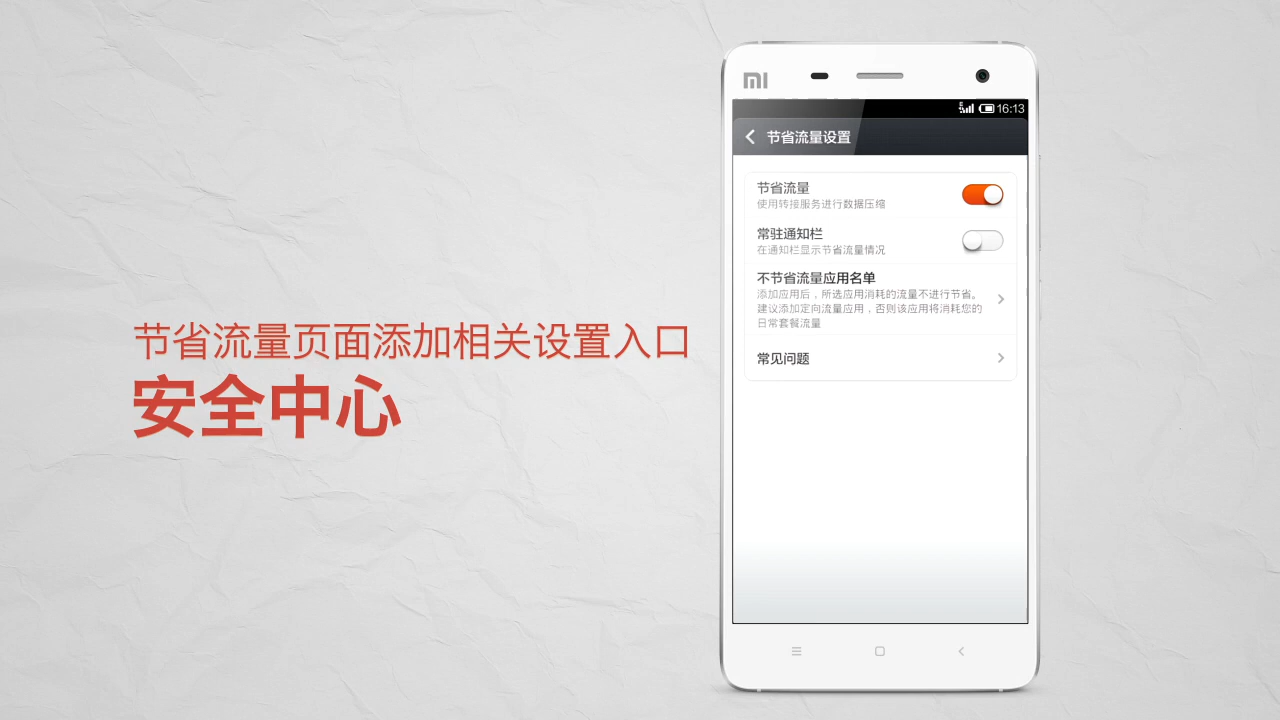 节省流量页面添加相关设置入口
安全中心
MI
16:13
节省流量设置
节省流量
使用转接服务进行数据压缩
常驻通知栏
在通知栏显示节省流量情况
不节省流量应用名单
添加应用后，所选应用消耗的流量不进行节省。
建议添加定向流量应用，否则该应用将消耗您的
日常套餐流量
常见问题